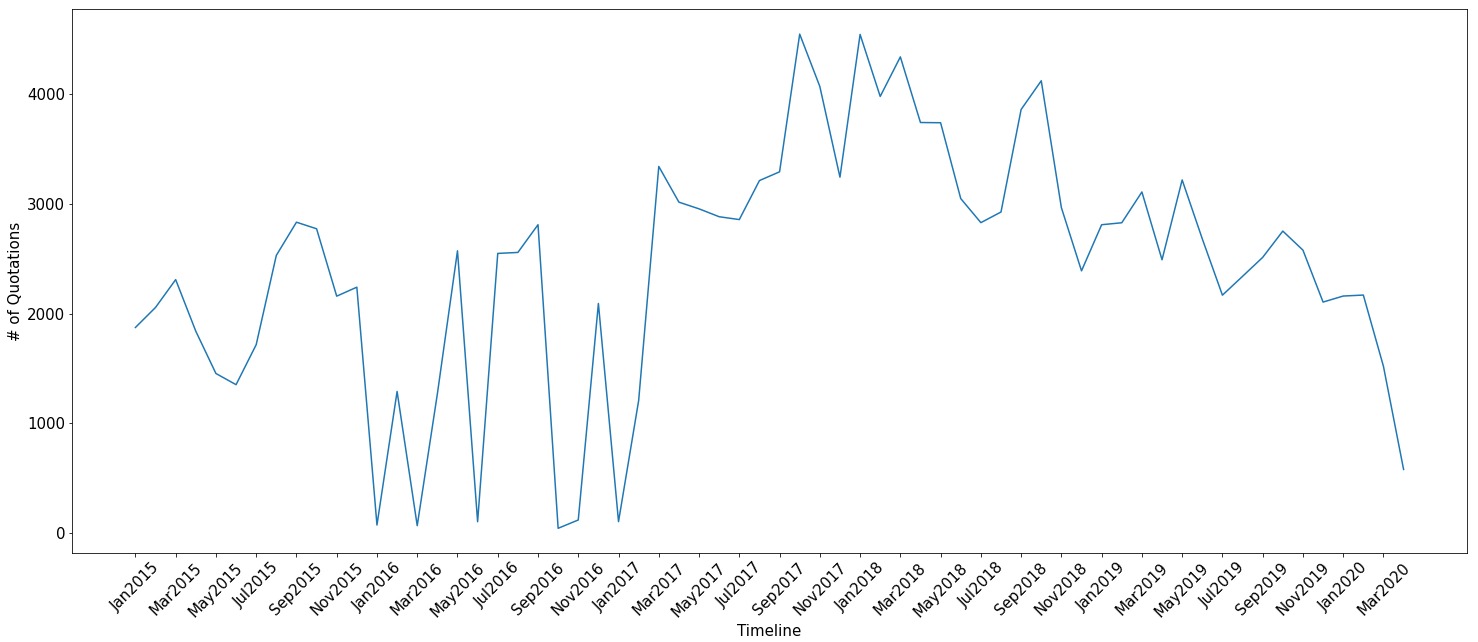 # of Quotations
4000
3000
2000
1000
0
Jan2015
Mar2015
May2015
Jul2015
Sep2015
Nov2015
Jan2016
Mar2016
May2016
Jul2016
Sep2016
Nov2016
Jan2017
Mar2017
May2017
Jul2017
Sep2017
Nov2017
Jan2018
Mar2018
May2018
Jul2018
Sep2018
Nov2018
Jan2019
Mar2019
May2019
Jul2019
Sep2019
Nov2019
Jan2020
Mar2020
Timeline